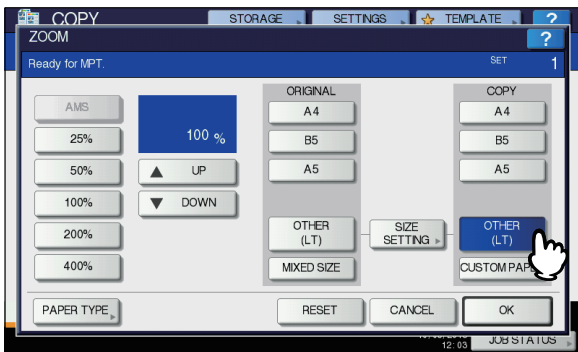 COPY STORAGE SETTINGS TEMPLATE ?
ZOOM ?
Ready for MPT. SET 1
ORIGINAL COPY
AMS A4 A4
25% 100 % B5 B5
50% UP A5 A5
100% DOWN
200% OTHER (LT) SIZE SETTING OTHER (LT)
400% MIXED SIZE
PAPER TYPE RESET CANCEL OK
12:03 JOB STATUS